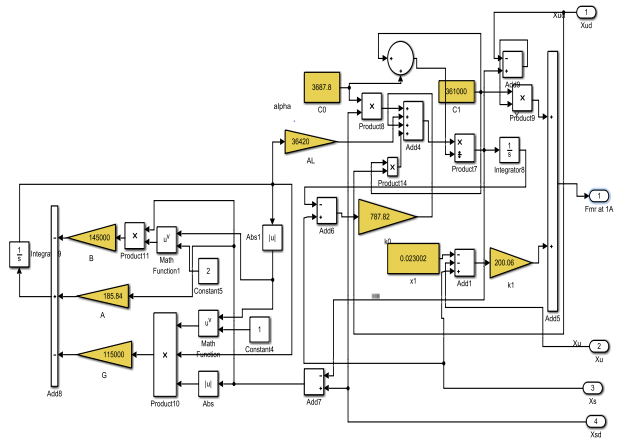 1
Xud
Xud
Add9
3687.8
C0
361000
C1
×
Product9
alpha
×
Product8
Add4
36420
AL
×
÷
Product7
1
s
Integrator8
×
Product14
1
Fmr at 1A
Add6
787.82
k0
1
s
145000
B
×
Product11
u^v
Math
Function1
Abs1
|u|
2
Constant5
0.023002
x1
Add1
200.06
k1
185.84
A
Add5
115000
G
×
Product10
u^v
Math
Function
1
Constant4
Xu
2
Xu
|u|
Abs
Add7
3
Xs
Add8
4
Xsd